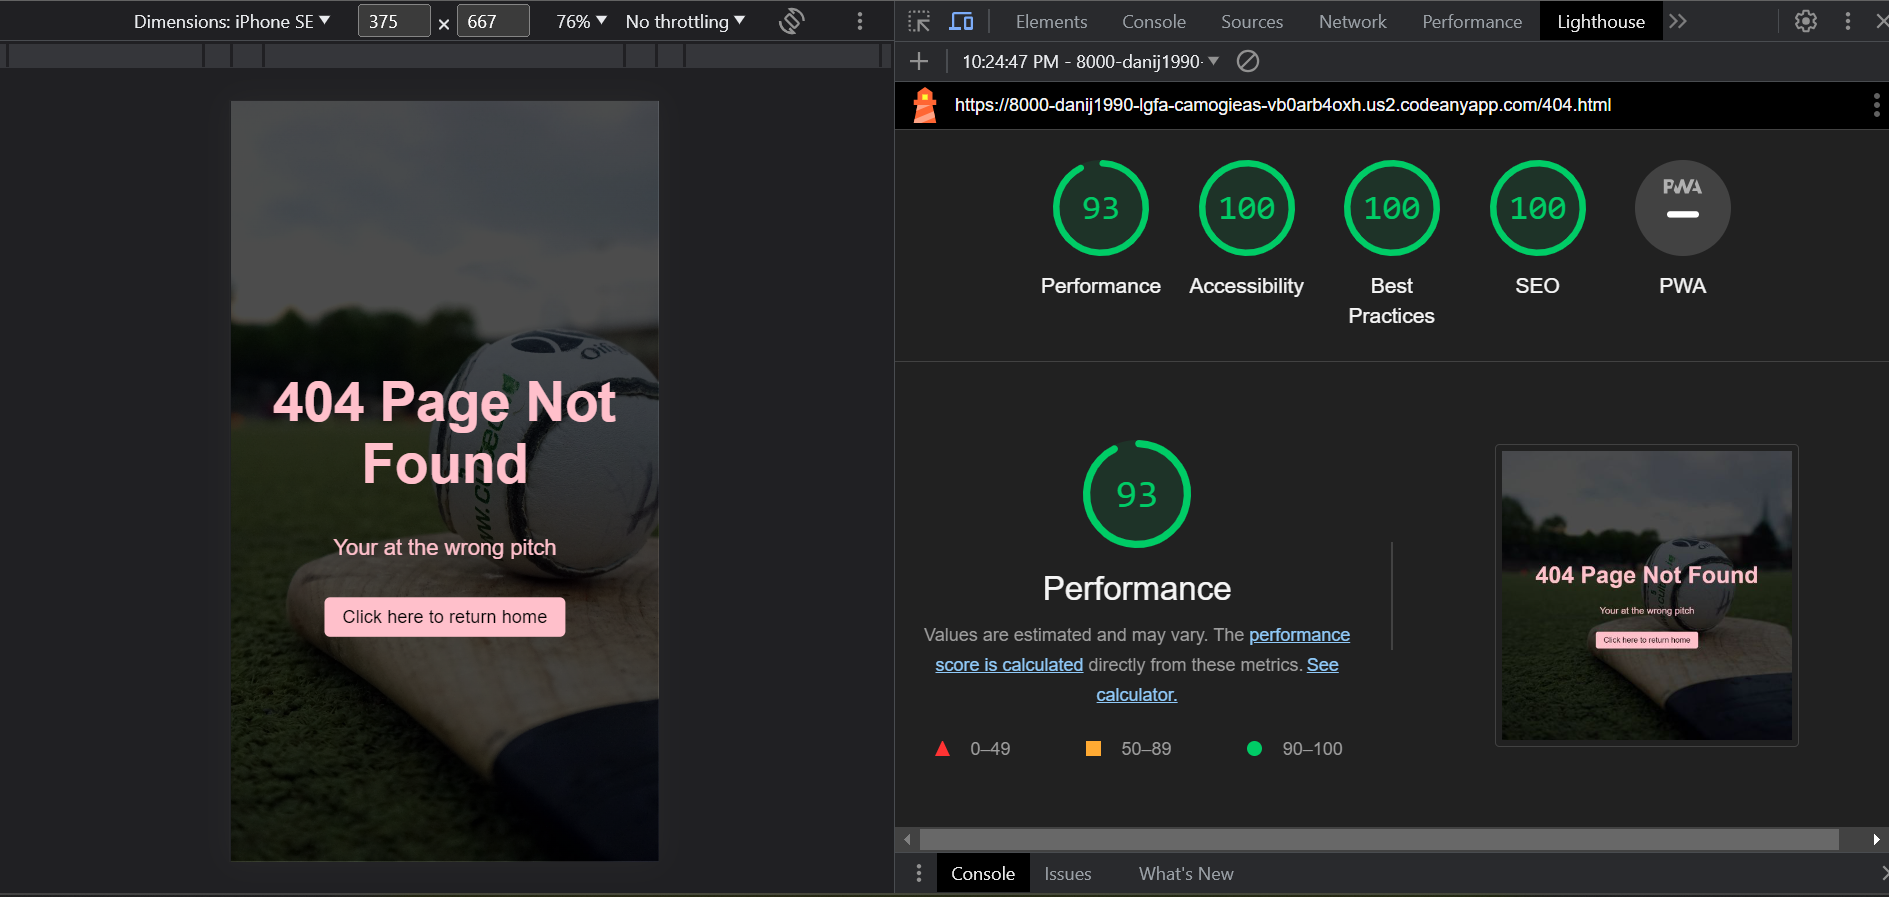 Dimensions: iPhone SE 375 × 667 76% No throttling
Elements Console Sources Network Performance Lighthouse
10:24:47 PM - 8000-danij1990-
https://8000-danij1990-lgfa-camogieas-vb0arb4oxh.us2.codeanyapp.com/404.html
93 100 100 100 PWA
Performance Accessibility Best Practices SEO PWA
Oifi
404 Page Not
Found
Your at the wrong pitch
Click here to return home
93
Performance
Values are estimated and may vary. The performance
score is calculated directly from these metrics. See
calculator.
0–49 50–89 90–100
404 Page Not Found
Your at the wrong pitch
Click here to return home
Console Issues What's New